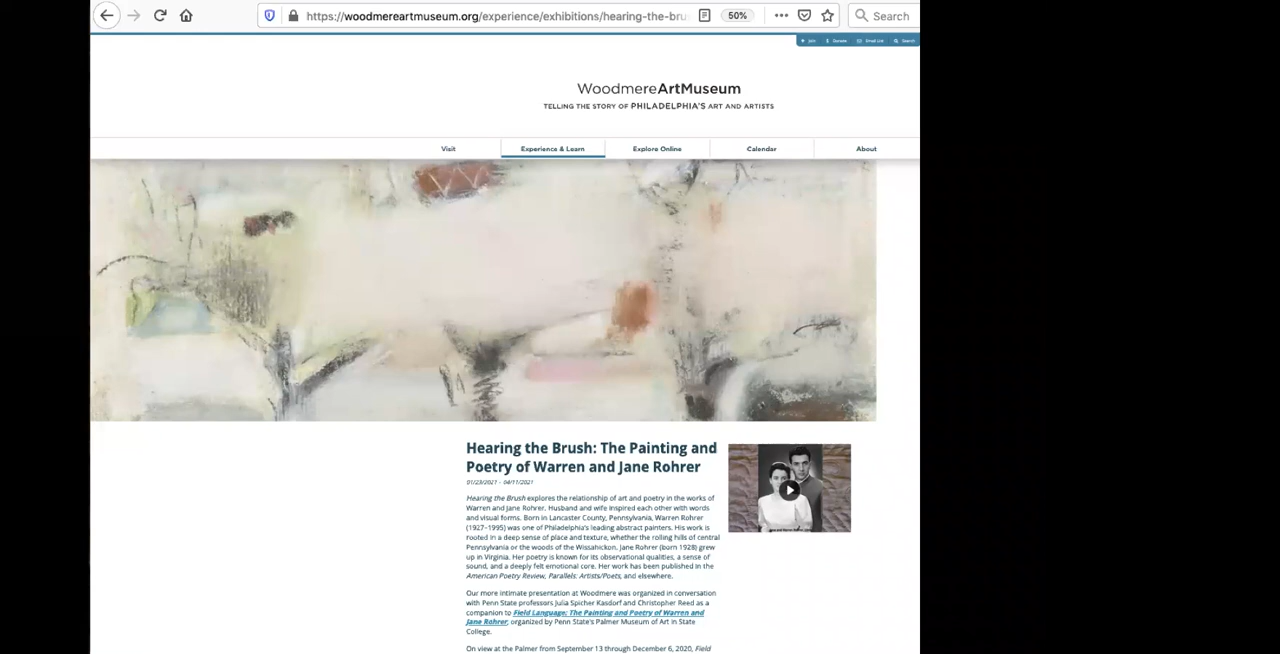 https://woodmereartmuseum.org/experience/exhibitions/hearing-the-bru
50%
Search
Join
Donate
Email List
Search
WoodmereArtMuseum
TELLING THE STORY OF PHILADELPHIA'S ART AND ARTISTS
Visit
Experience & Learn
Explore Online
Calendar
About
Hearing the Brush: The Painting and
Poetry of Warren and Jane Rohrer
01/23/2021 - 04/11/2021
Hearing the Brush explores the relationship of art and poetry in the works of
Warren and Jane Rohrer. Husband and wife inspired each other with words
and visual forms. Born in Lancaster County, Pennsylvania, Warren Rohrer
(1927–1995) was one of Philadelphia's leading abstract painters. His work is
rooted in a deep sense of place and texture, whether the rolling hills of central
Pennsylvania or the woods of the Wissahickon. Jane Rohrer (born 1928) grew
up in Virginia. Her poetry is known for its observational qualities, a sense of
sound, and a deeply felt emotional core. Her work has been published in the
American Poetry Review, Parallels: Artists/Poets, and elsewhere.
Our more intimate presentation at Woodmere was organized in conversation
with Penn State professors Julia Spicher Kasdorf and Christopher Reed as a
companion to Field Language: The Painting and Poetry of Warren and
Jane Rohrer, organized by Penn State's Palmer Museum of Art in State
College.
On view at the Palmer from September 13 through December 6, 2020, Field